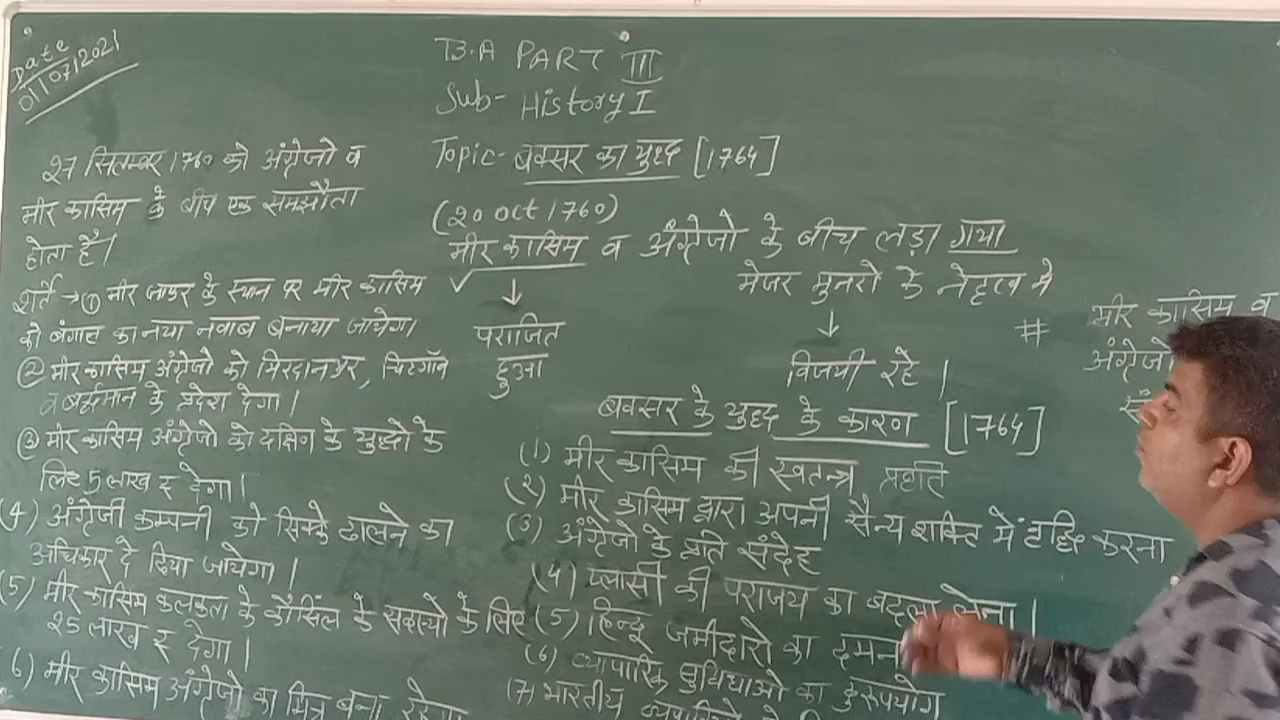 Date
01/07/2021
B.A PART III
Sub- History I
Topic- बक्सर का युद्ध [1764]
27 सितम्बर 1760 को अंग्रेजो व
मीर कासिम के बीच एक समझौता
होता है।
शर्ते → ① मीर जाफर के स्थान पर मीर कासिम
को बंगाल का नया नवाब बनाया जायेगा।
② मीर कासिम अंग्रेजो को मिदनापुर, चिटगाँव
व बर्द्धमान के प्रदेश देगा।
③ मीर कासिम अंग्रेजो को दक्षिण के युद्धो के
लिए 5 लाख रु देगा।
(4) अंग्रेजी कम्पनी को सिक्के ढालने का
अधिकार दे दिया जायेगा।
(5) मीर कासिम कलकत्ता के कौंसिल के सदस्यो के लिए
25 लाख रु देगा।
(6) मीर कासिम अंग्रेजो का मित्र बना रहेगा
(20 oct 1760)
मीर कासिम व अंग्रेजो के बीच लड़ा गया
✓ ↓ मेजर मुनरो के नेतृत्व मे
पराजित ↓
हुआ विजयी रहे।
बक्सर के युद्ध के कारण [1764]
(1) मीर कासिम की स्वतन्त्र प्रवृति
(2) मीर कासिम द्वारा अपनी सैन्य शक्ति में वृद्धि करना
(3) अंग्रेजो के प्रति संदेह
(4) प्लासी की पराजय का बदला लेना।
(5) हिन्दू जमींदारो का दमन
(6) व्यापारिक सुविधाओ का दुरूपयोग
(7) भारतीय
# मीर कासिम व
अंग्रेजो